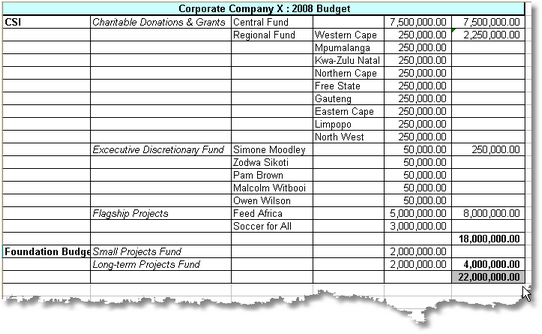 Corporate Company X : 2008 Budget
CSI Charitable Donations & Grants Central Fund 7,500,000.00 7,500,000.00
Regional Fund Western Cape 250,000.00 2,250,000.00
Mpumalanga 250,000.00
Kwa-Zulu Natal 250,000.00
Northern Cape 250,000.00
Free State 250,000.00
Gauteng 250,000.00
Eastern Cape 250,000.00
Limpopo 250,000.00
North West 250,000.00
Excecutive Discretionary Fund Simone Moodley 50,000.00 250,000.00
Zodwa Sikoti 50,000.00
Pam Brown 50,000.00
Malcolm Witbooi 50,000.00
Owen Wilson 50,000.00
Flagship Projects Feed Africa 5,000,000.00 8,000,000.00
Soccer for All 3,000,000.00
18,000,000.00
Foundation Budge Small Projects Fund 2,000,000.00
Long-term Projects Fund 2,000,000.00 4,000,000.00
22,000,000.00